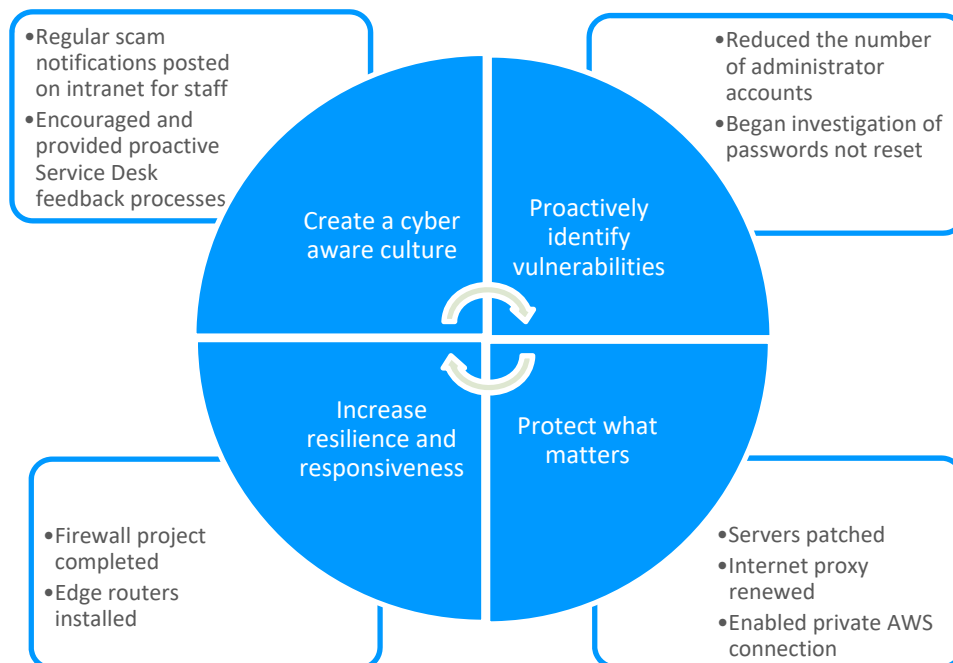 •Regular scam
notifications posted
on intranet for staff
•Encouraged and
provided proactive
Service Desk
feedback processes
•Reduced the number
of administrator
accounts
•Began investigation of
passwords not reset
Create a cyber
aware culture
Proactively
identify
vulnerabilities
Increase
resilience and
responsiveness
Protect what
matters
•Firewall project
completed
•Edge routers
installed
•Servers patched
•Internet proxy
renewed
•Enabled private AWS
connection